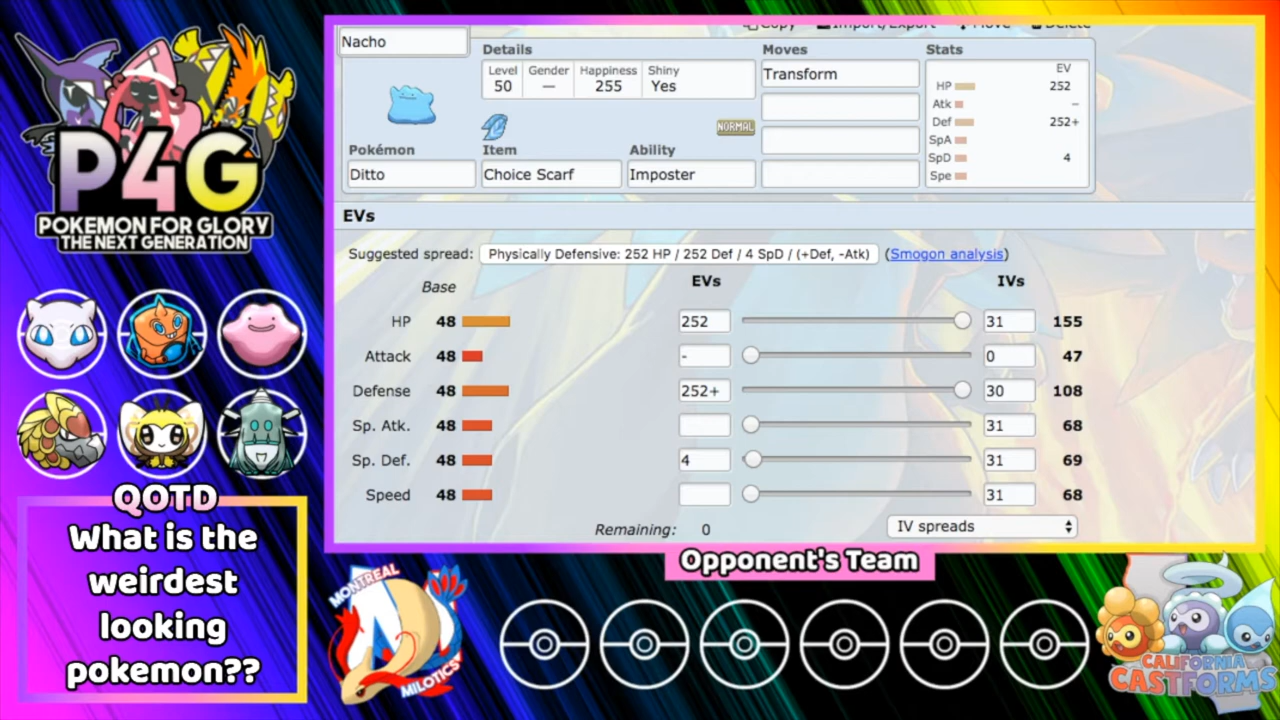 P4G
POKEMON FOR GLORY
THE NEXT GENERATION
QOTD
What is the
weirdest
looking
pokemon??
Copy Import/Export Move Delete
Nacho
Details
Level Gender Happiness Shiny
50 — 255 Yes
NORMAL
Pokémon Item Ability
Ditto Choice Scarf Imposter
Moves
Transform
Stats
EV
HP 252
Atk –
Def 252+
SpA
SpD 4
Spe
EVs
Suggested spread: Physically Defensive: 252 HP / 252 Def / 4 SpD / (+Def, -Atk) (Smogon analysis)
Base EVs IVs
HP 48 252 31 155
Attack 48 - 0 47
Defense 48 252+ 30 108
Sp. Atk. 48 31 68
Sp. Def. 48 4 31 69
Speed 48 31 68
Remaining: 0 IV spreads
Opponent's Team
MONTREAL
MILOTICS
CALIFORNIA
CASTFORMS